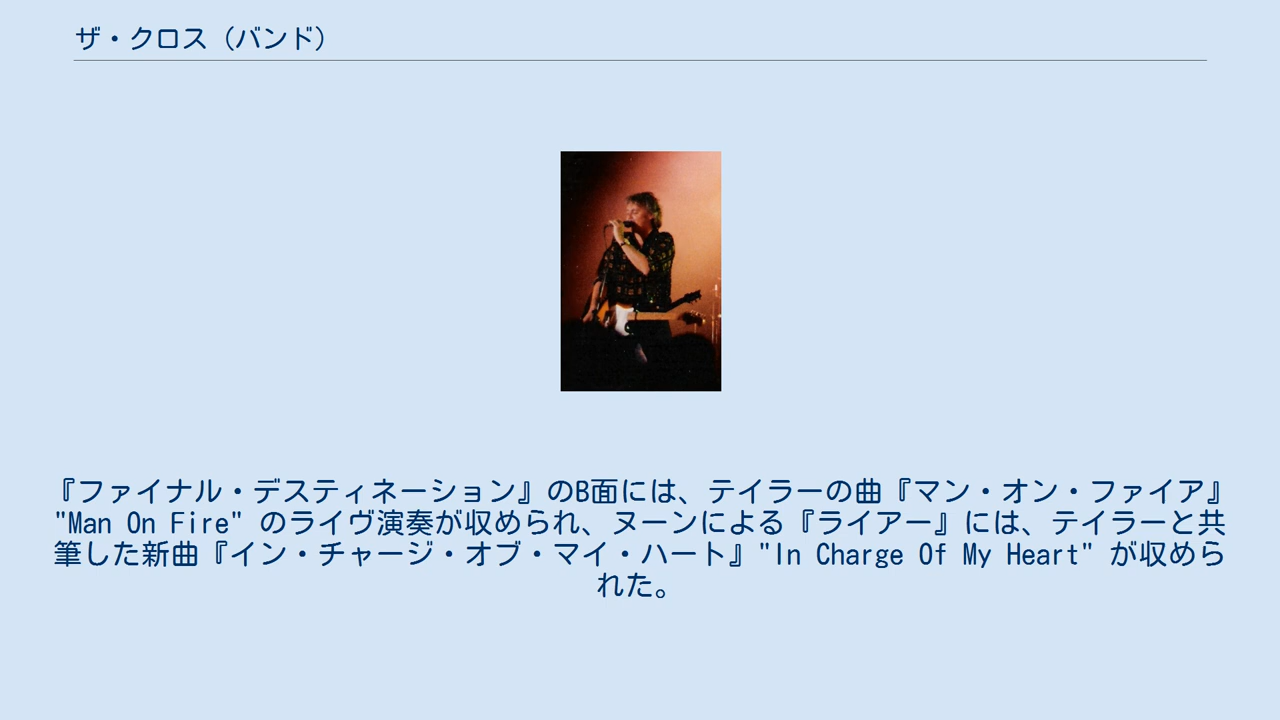 ザ・クロス（バンド）
『ファイナル・デスティネーション』のB面には、テイラーの曲『マン・オン・ファイア』
"Man On Fire" のライヴ演奏が収められ、ヌーンによる『ライアー』には、テイラーと共
筆した新曲『イン・チャージ・オブ・マイ・ハート』"In Charge Of My Heart" が収めら
れた。